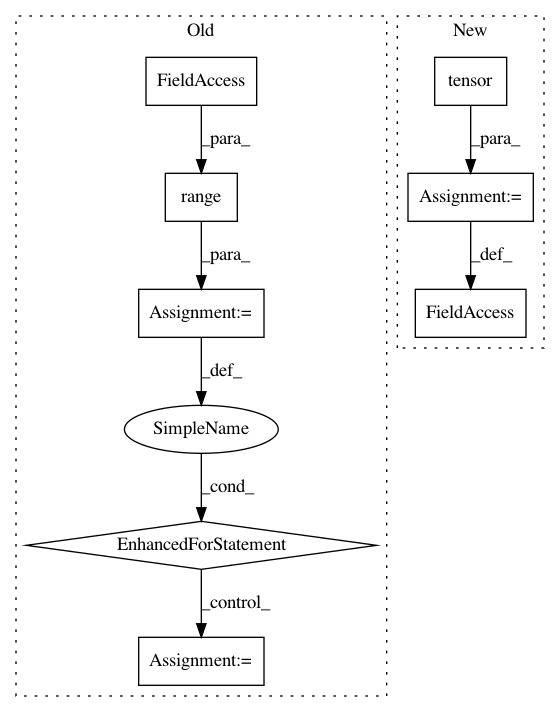 Old
New
FieldAccess
tensor
_para_
_para_
range
Assignment:=
_para_
_def_
Assignment:=
FieldAccess
_def_
SimpleName
_cond_
EnhancedForStatement
_control_
Assignment:=